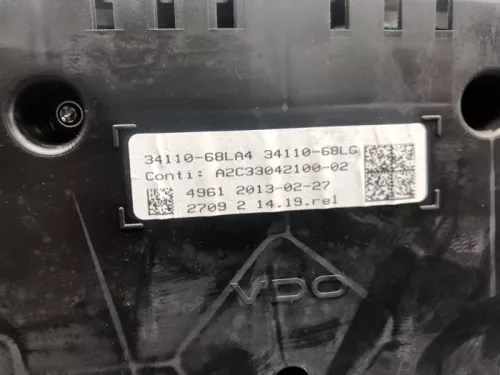 34110-68LA4 34110-68LG
Conti: A2C33042100-02
4961 2013-02-27
2709 2 14.19.rel
VDO